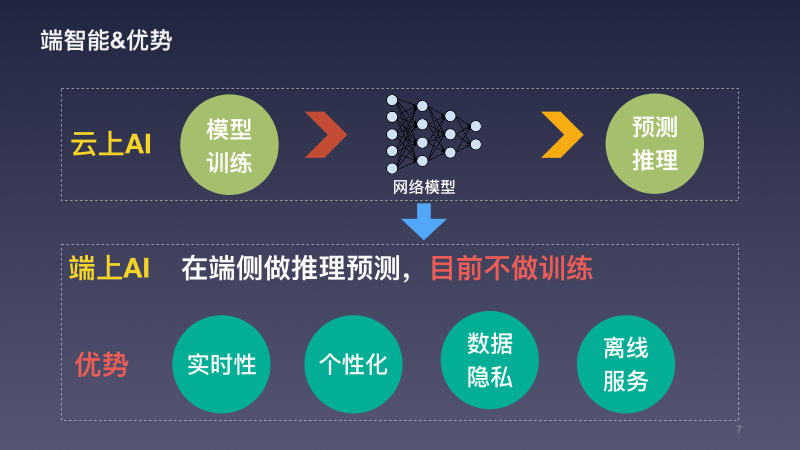 端智能&优势
云上AI
模型
训练
网络模型
预测
推理
端上AI
在端侧做推理预测，目前不做训练
优势
实时性
个性化
数据
隐私
离线
服务
7